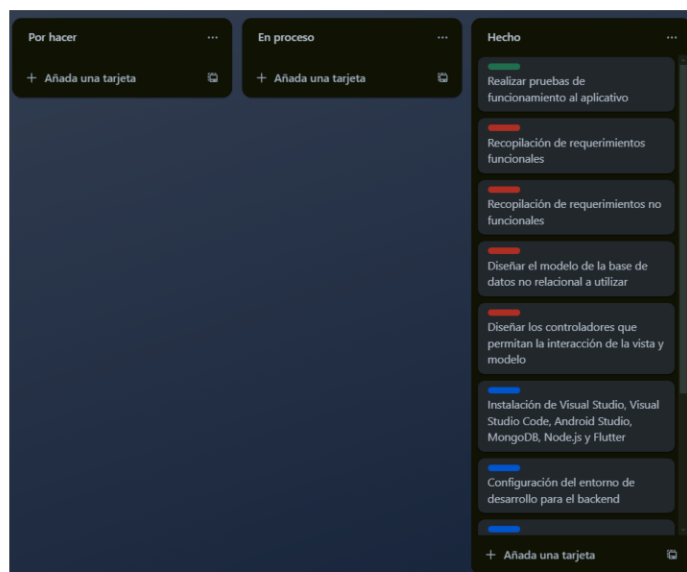 Por hacer
+ Añada una tarjeta
En proceso
+ Añada una tarjeta
Hecho
Realizar pruebas de
funcionamiento al aplicativo
Recopilación de requerimientos
funcionales
Recopilación de requerimientos no
funcionales
Diseñar el modelo de la base de
datos no relacional a utilizar
Diseñar los controladores que
permitan la interacción de la vista y
modelo
Instalación de Visual Studio, Visual
Studio Code, Android Studio,
MongoDB, Node.js y Flutter
Configuración del entorno de
desarrollo para el backend
+ Añada una tarjeta